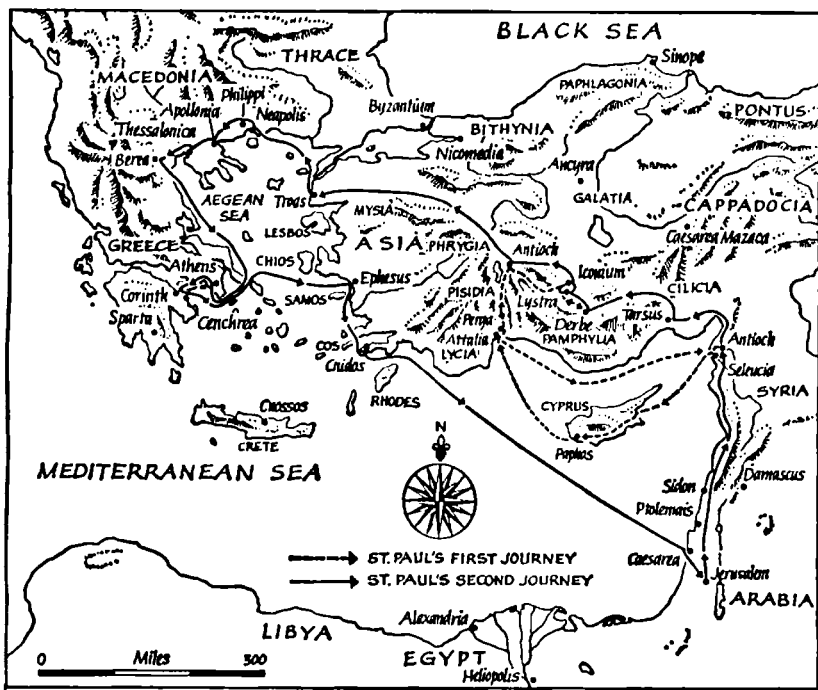 BLACK SEA
THRACE
MACEDONIA
Sinope
PAPHLAGONIA
PONTUS
Philippi
Apollonia
Neapolis
Byzantium
BITHYNIA
Thessalonica
Nicomedia
Berea
Ancyra
GALATIA
CAPPADOCIA
AEGEAN
SEA
Troas
MYSIA
LESBOS
ASIA
PHRYGIA
Antioch
Caesarea Mazaca
GREECE
CHIOS
Iconium
Athens
Ephesus
CILICIA
Corinth
SAMOS
PISIDIA
Lystra
Sparta
Cenchrea
Perga
Derbe
Tarsus
Antioch
COS
Attalia
PAMPHYLIA
LYCIA
Cnidos
Seleucia
RHODES
CYPRUS
SYRIA
Cnossos
CRETE
N
Paphos
MEDITERRANEAN SEA
Damascus
Sidon
Ptolemais
ST. PAUL'S FIRST JOURNEY
Caesarea
ST. PAUL'S SECOND JOURNEY
Jerusalem
ARABIA
Alexandria
LIBYA
EGYPT
0 Miles 300
Heliopolis